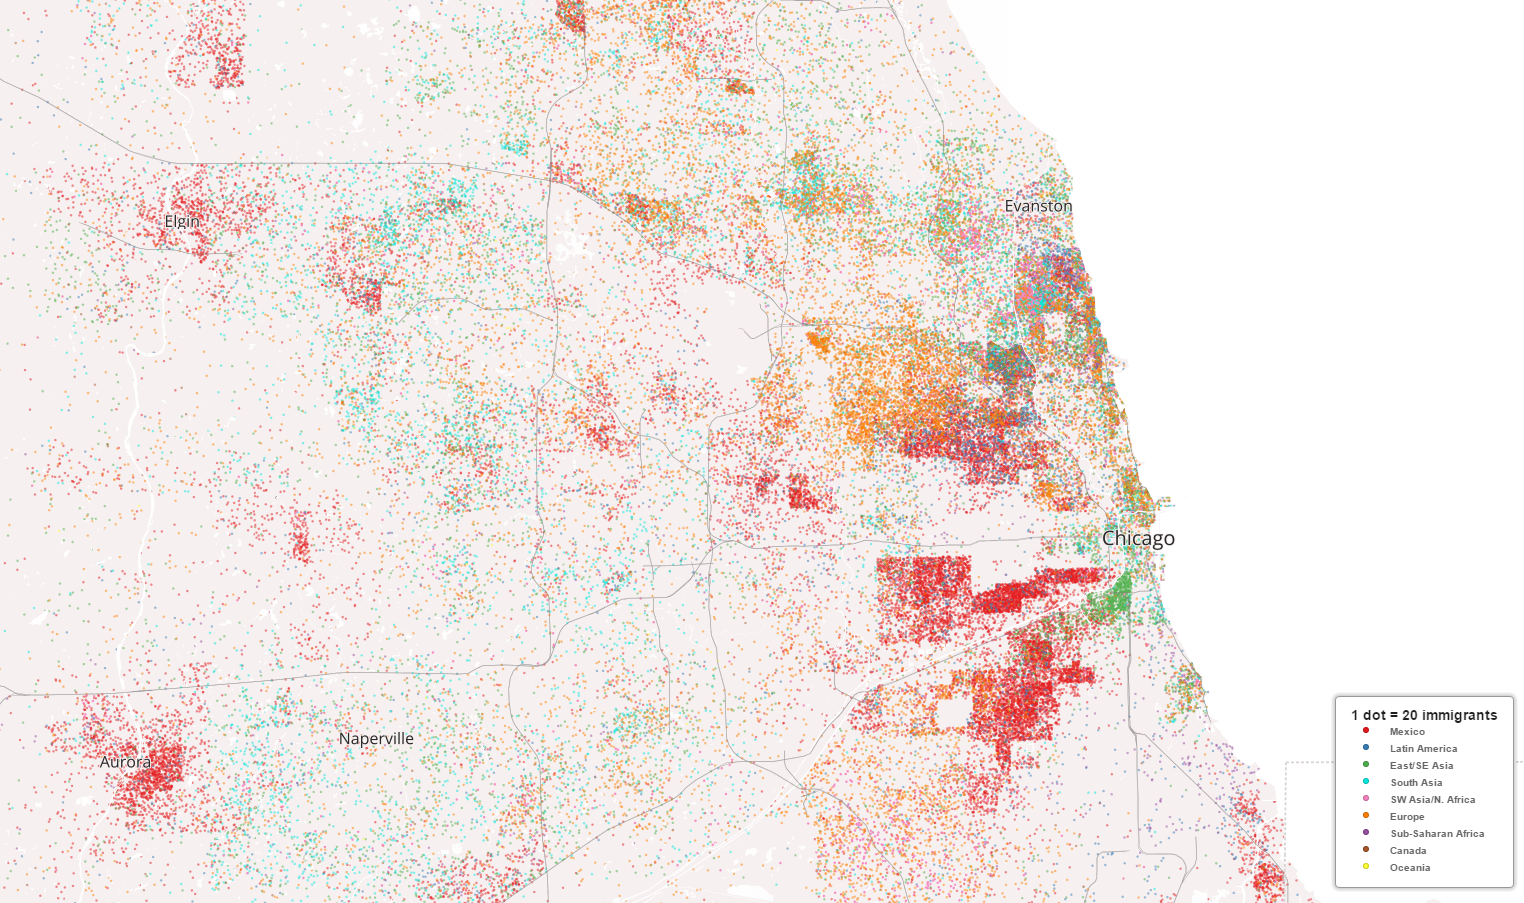 Evanston
Elgin
Chicago
Naperville
Aurora
1 dot = 20 immigrants
Mexico
Latin America
East/SE Asia
South Asia
SW Asia/N. Africa
Europe
Sub-Saharan Africa
Canada
Oceania